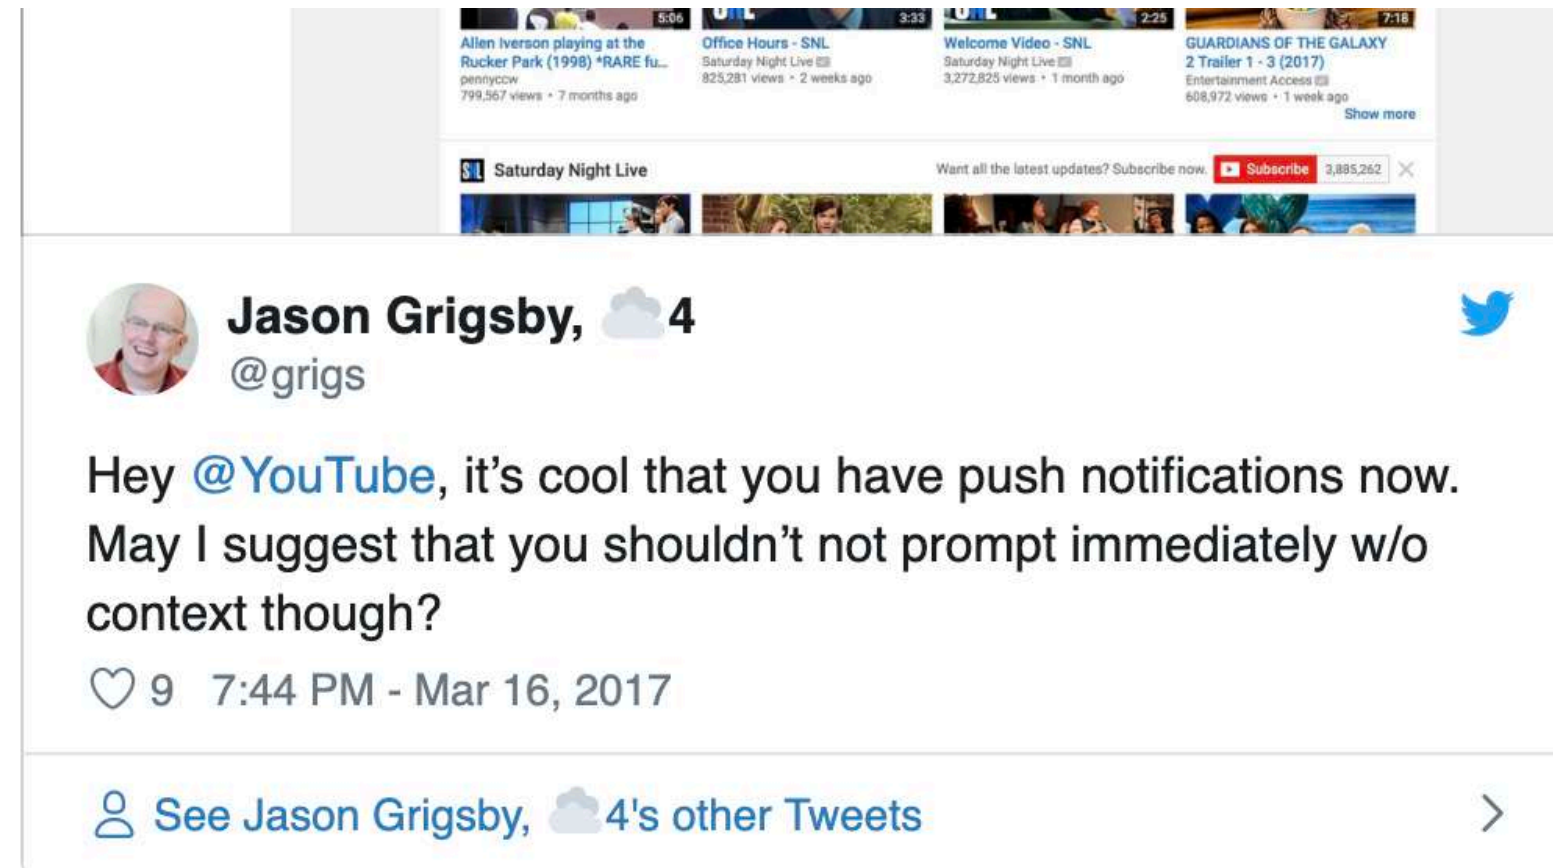 5:06 3:33 2:25 7:18
Allen Iverson playing at the Rucker Park (1998) *RARE fu...
pennyccw
799,567 views • 7 months ago
Office Hours - SNL
Saturday Night Live
825,281 views • 2 weeks ago
Welcome Video - SNL
Saturday Night Live
3,272,825 views • 1 month ago
GUARDIANS OF THE GALAXY
2 Trailer 1 - 3 (2017)
Entertainment Access
608,972 views • 1 week ago
Show more
SNL Saturday Night Live
Want all the latest updates? Subscribe now. Subscribe 3,885,262
Jason Grigsby, ☁4
@grigs
Hey @YouTube, it's cool that you have push notifications now.
May I suggest that you shouldn't not prompt immediately w/o
context though?
9 7:44 PM - Mar 16, 2017
See Jason Grigsby, ☁4's other Tweets